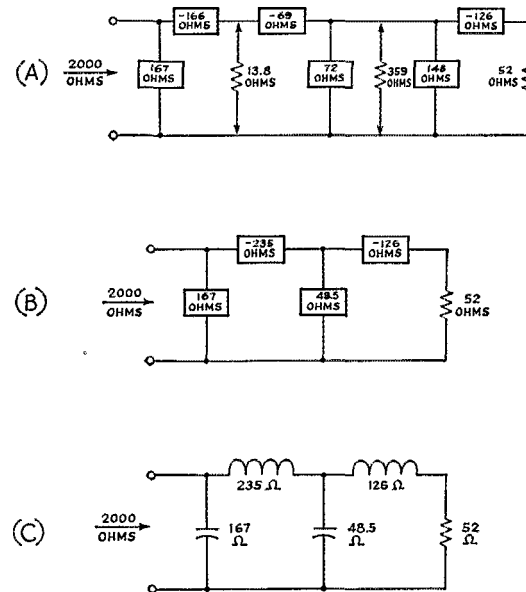 -166
OHMS
-69
OHMS
-126
OHMS
(A)
2000
OHMS
167
OHMS
13.8
OHMS
72
OHMS
359
OHMS
148
OHMS
52
OHMS
-235
OHMS
-126
OHMS
(B)
2000
OHMS
167
OHMS
48.5
OHMS
52
OHMS
235 Ω
126 Ω
(C)
2000
OHMS
167
Ω
48.5
Ω
52
Ω